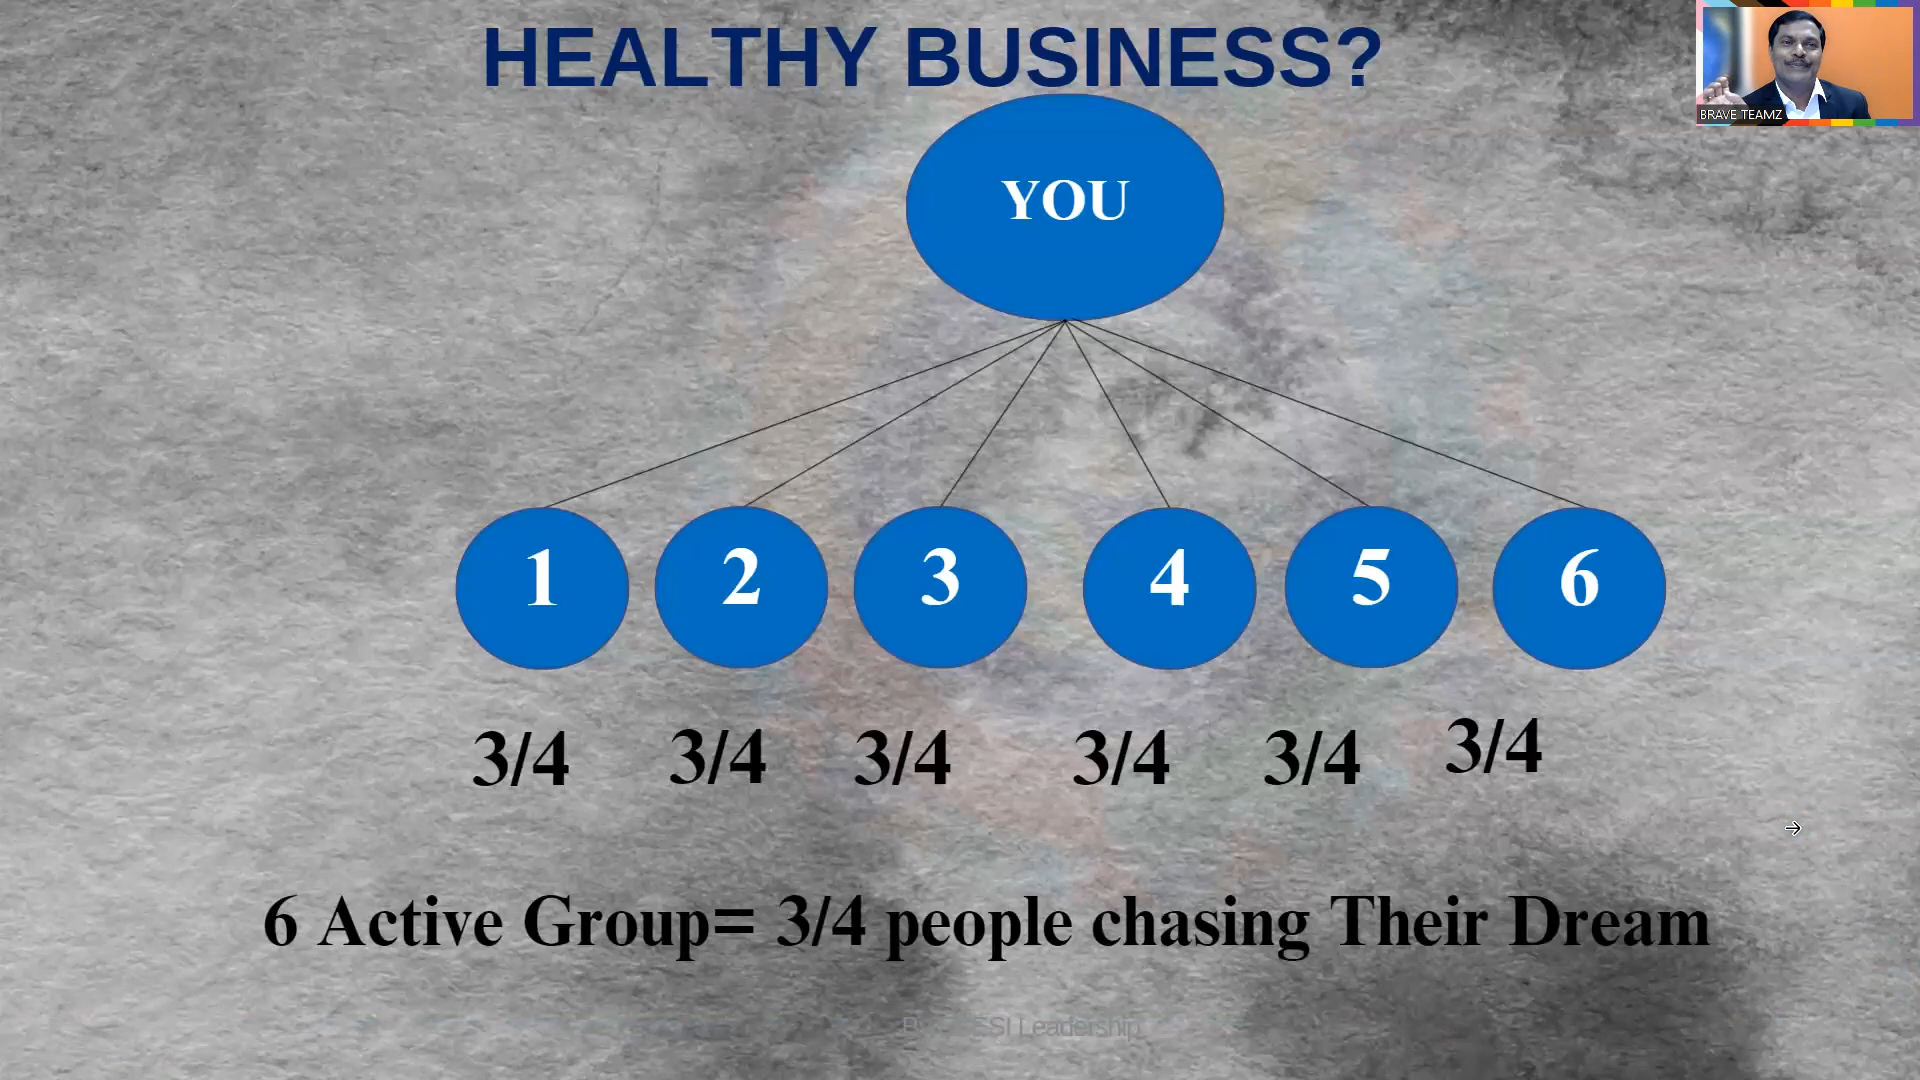 HEALTHY BUSINESS?
BRAVE TEAMZ
YOU
1 2 3 4 5 6
3/4 3/4 3/4 3/4 3/4 3/4
6 Active Group= 3/4 people chasing Their Dream
Leadership